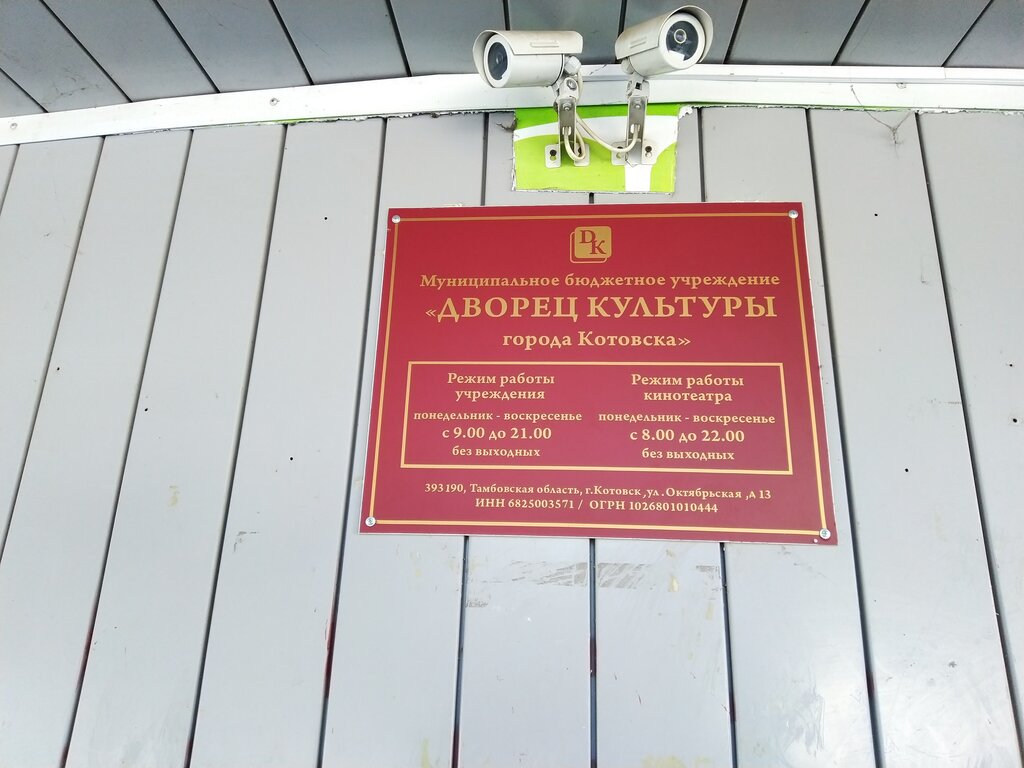 ДК
Муниципальное бюджетное учреждение
«ДВОРЕЦ КУЛЬТУРЫ
города Котовска»
Режим работы
учреждения
понедельник - воскресенье
с 9.00 до 21.00
без выходных
Режим работы
кинотеатра
понедельник - воскресенье
с 8.00 до 22.00
без выходных
393190, Тамбовская область, г.Котовск ,ул. Октябрьская ,д 13
ИНН 6825003571 / ОГРН 1026801010444